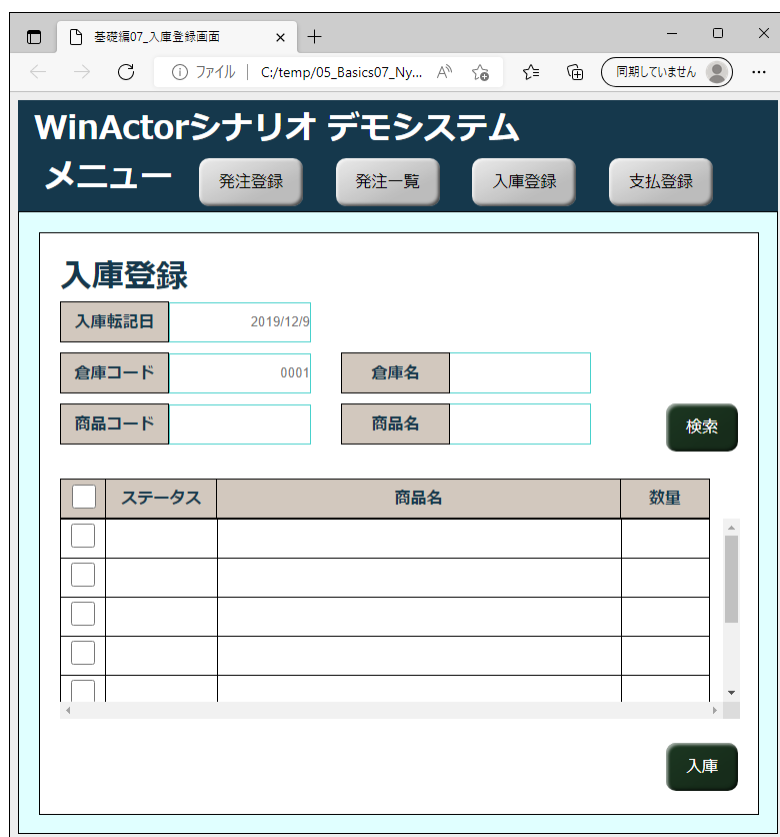 基礎編07_入庫登録画面
ファイル | C:/temp/05_Basics07_Ny... 同期していません
WinActorシナリオ デモシステム
メニュー 発注登録 発注一覧 入庫登録 支払登録
入庫登録
入庫転記日 2019/12/9
倉庫コード 0001 倉庫名
商品コード 商品名 検索
ステータス 商品名 数量
入庫